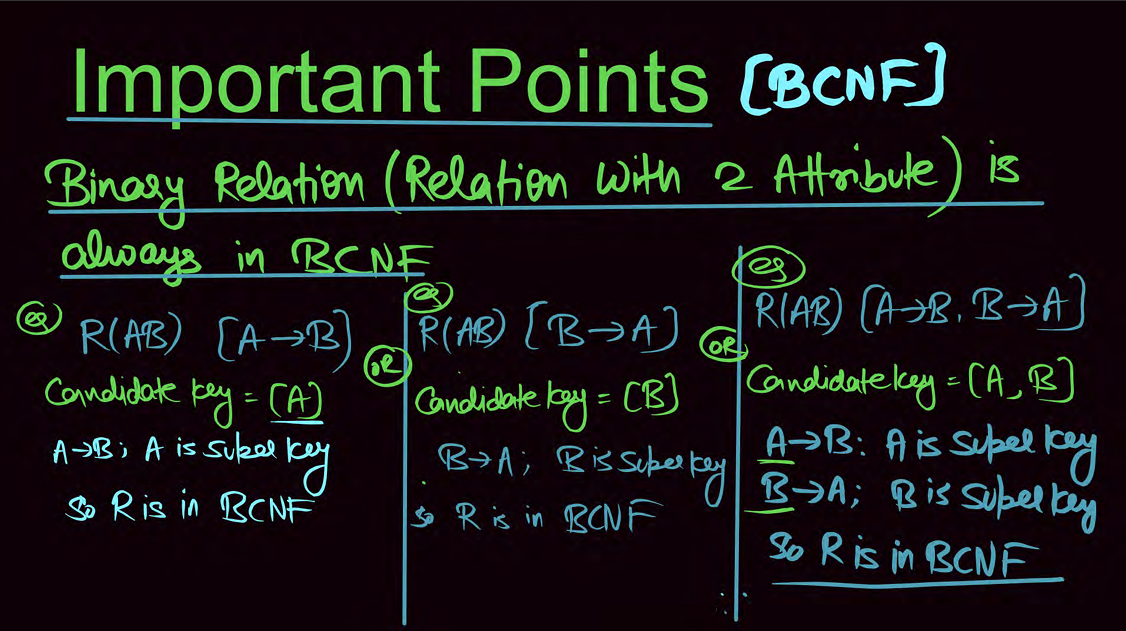 Important Points [BCNF]
Binary Relation (Relation with 2 Attribute) is
always in BCNF
eg
R(AB) [A→B]
Candidate key = [A]
A→B; A is super key
So R is in BCNF
OR
eg
R(AB) [B→A]
Candidate key = [B]
B→A; B is super key
So R is in BCNF
OR
eg
R(AB) [A→B, B→A]
Candidate key = [A, B]
A→B: A is super key
B→A; B is super key
So R is in BCNF